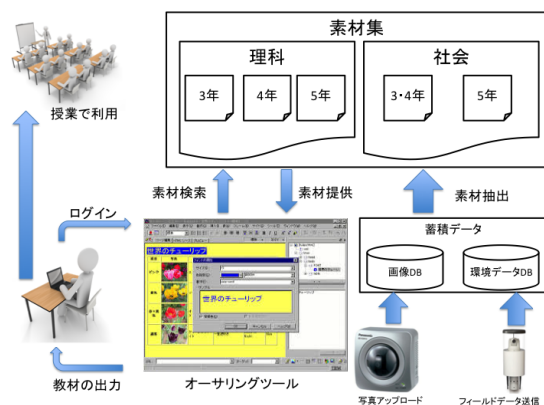 素材集
理科
社会
3年
4年
5年
3・4年
5年
授業で利用
素材検索
素材提供
素材抽出
ログイン
蓄積データ
画像DB
環境データDB
世界のチューリップ
世界のチューリップ
教材の出力
オーサリングツール
写真アップロード
フィールドデータ送信